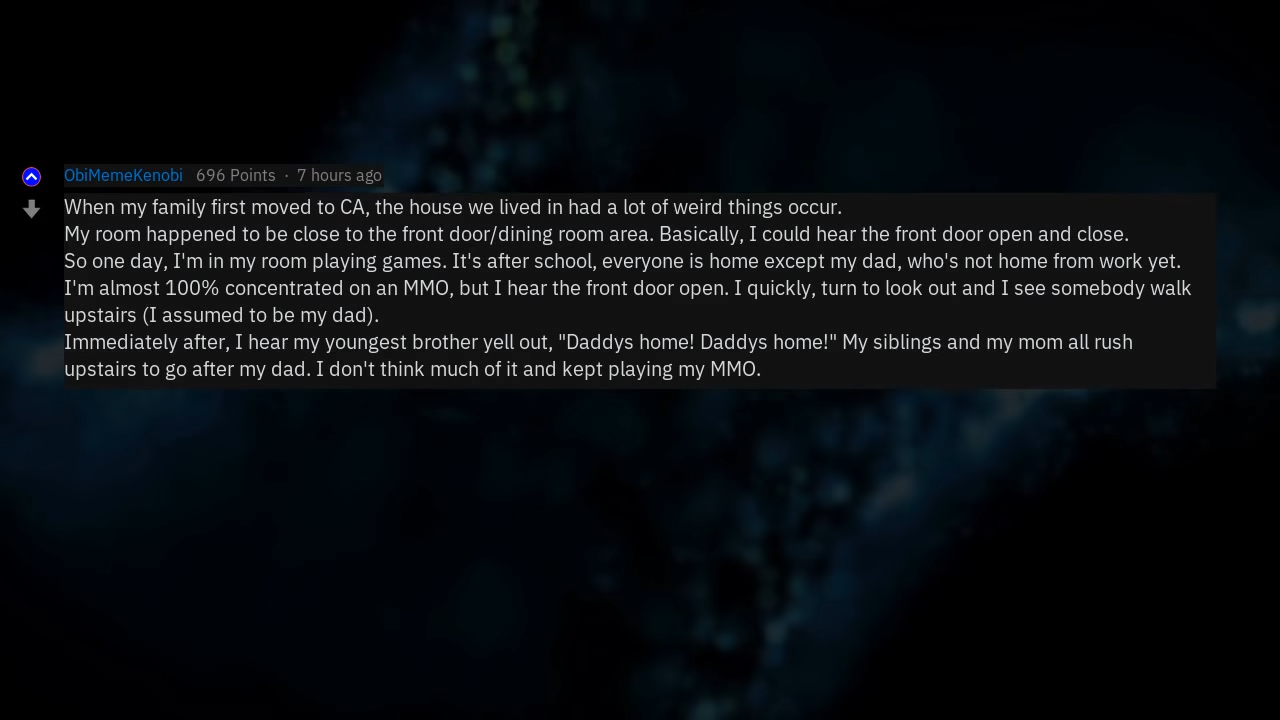 ObiMemeKenobi 696 Points · 7 hours ago
When my family first moved to CA, the house we lived in had a lot of weird things occur.
My room happened to be close to the front door/dining room area. Basically, I could hear the front door open and close.
So one day, I'm in my room playing games. It's after school, everyone is home except my dad, who's not home from work yet.
I'm almost 100% concentrated on an MMO, but I hear the front door open. I quickly, turn to look out and I see somebody walk
upstairs (I assumed to be my dad).
Immediately after, I hear my youngest brother yell out, "Daddys home! Daddys home!" My siblings and my mom all rush
upstairs to go after my dad. I don't think much of it and kept playing my MMO.